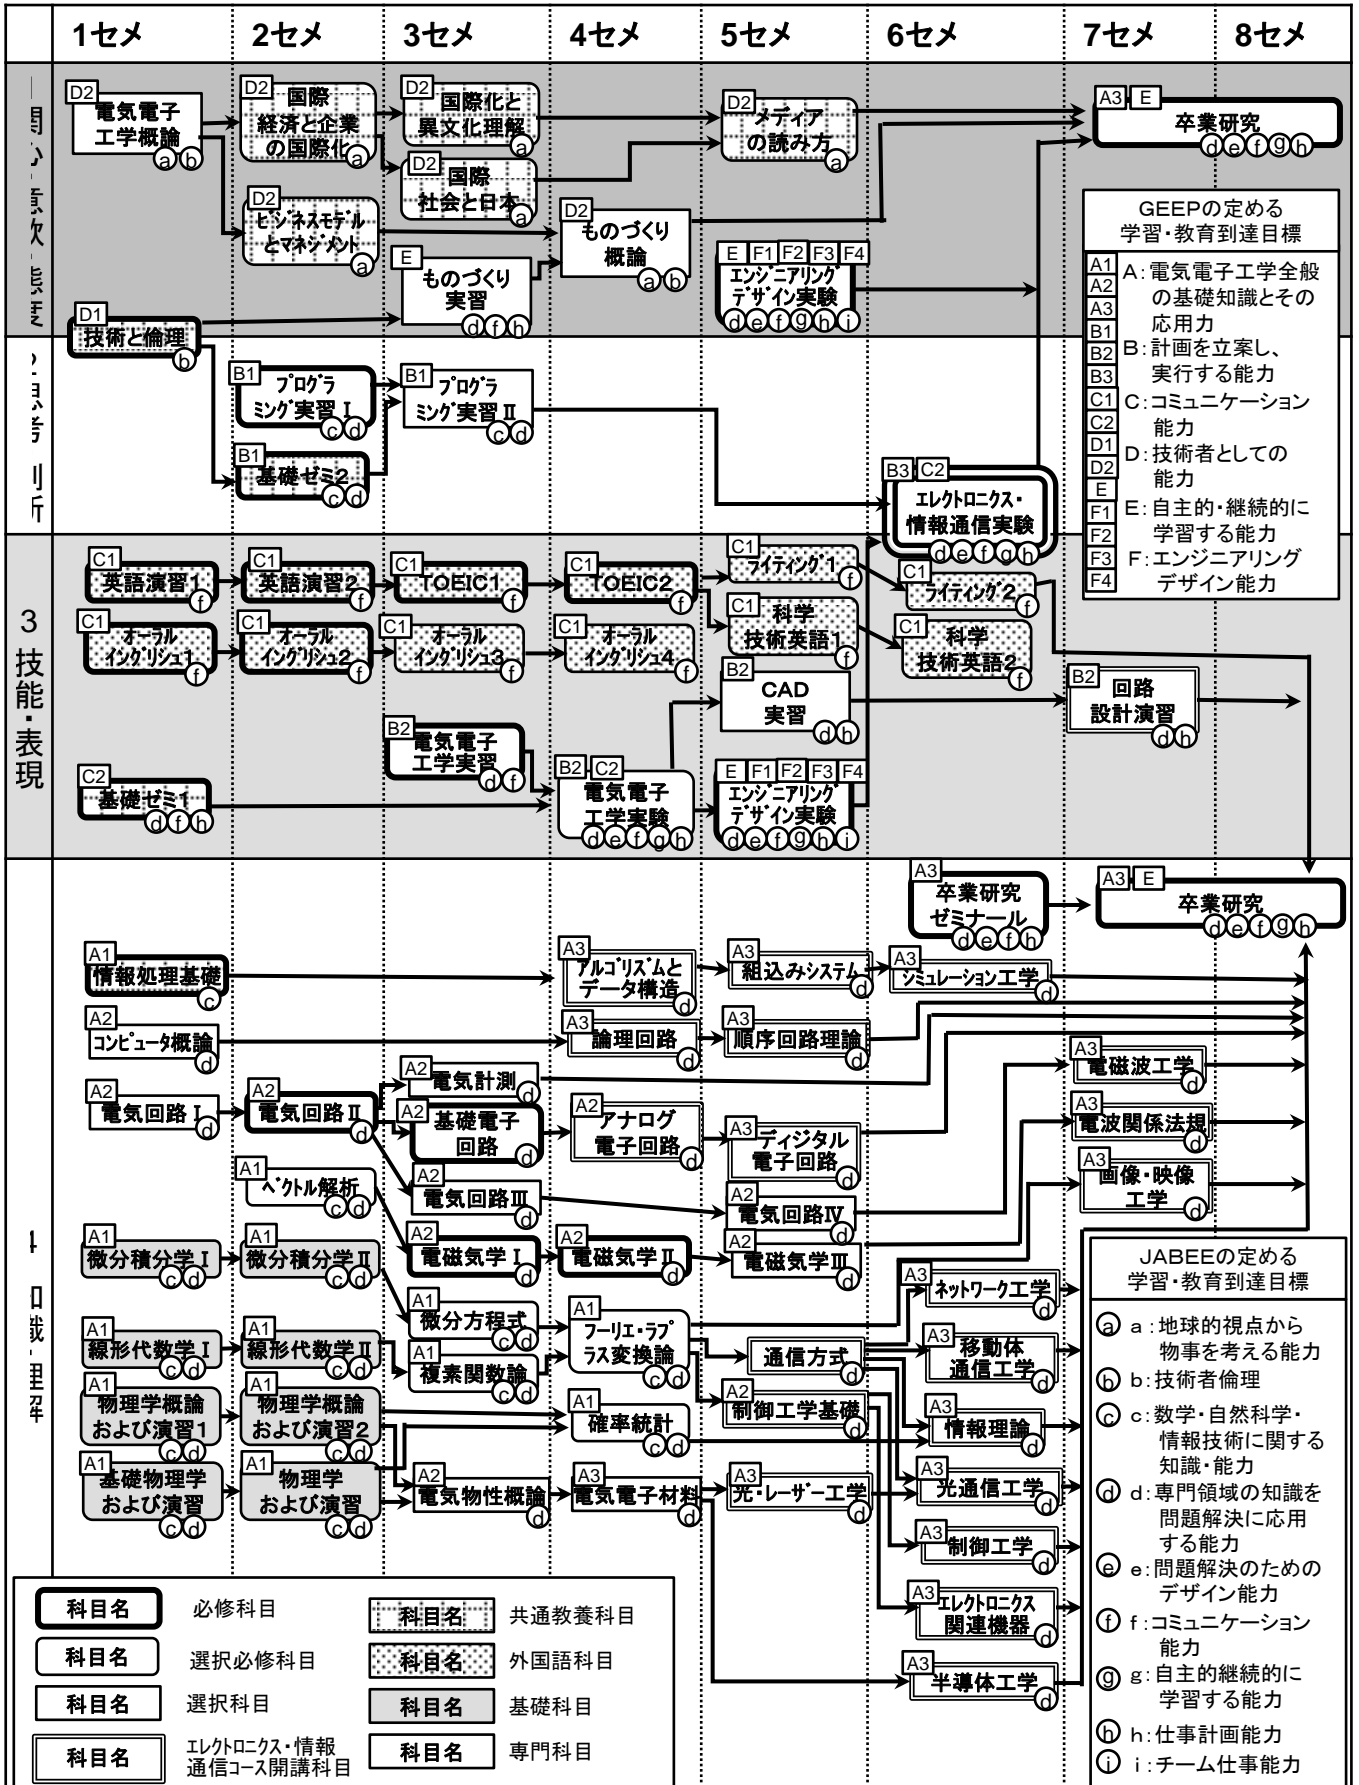 1セメ 2セメ 3セメ 4セメ 5セメ 6セメ 7セメ 8セメ
関心・意欲・態度
D2
電気電子
工学概論
a b
D2
国際
経済と企業
の国際化
a
D2
国際化と
異文化理解
a
D2
メディア
の読み方
a
A3 E
卒業研究
d e f g h
D2
国際
社会と日本
a
D2
ビジネスモデル
とマネジメント
a
D2
ものづくり
概論
a b
E
ものづくり
実習
d f h
E F1 F2 F3 F4
エンジニアリング
デザイン実験
d e f g h i
D1
技術と倫理
b
GEEPの定める
学習・教育到達目標
A1
A2
A3
B1
B2
B3
C1
C2
D1
D2
E
F1
F2
F3
F4
A:電気電子工学全般
の基礎知識とその
応用力
B:計画を立案し、
実行する能力
C:コミュニケーション
能力
D:技術者としての
能力
E:自主的・継続的に
学習する能力
F:エンジニアリング
デザイン能力
B1
プログラ
ミング実習Ⅰ
c d
B1
プログラ
ミング実習Ⅱ
c d
B1
基礎ゼミ2
c d
B3 C2
エレクトロニクス・
情報通信実験
d e f g h
3
技能・表現
C1
英語演習1
f
C1
英語演習2
f
C1
TOEIC1
f
C1
TOEIC2
f
C1
ライティング1
f
C1
ライティング2
f
C1
オーラル
イングリシュ1
f
C1
オーラル
イングリシュ2
f
C1
オーラル
イングリシュ3
f
C1
オーラル
イングリシュ4
f
C1
科学
技術英語1
f
C1
科学
技術英語2
f
B2
CAD
実習
d h
B2
回路
設計演習
d h
B2
電気電子
工学実習
d f
C2
基礎ゼミ1
d f h
B2 C2
電気電子
工学実験
d e f g h
E F1 F2 F3 F4
エンジニアリング
デザイン実験
d e f g h i
A3
卒業研究
ゼミナール
d e f h
A3 E
卒業研究
d e f g h
A1
情報処理基礎
c
A3
アルゴリズムと
データ構造
d
A3
組込みシステム
d
A3
シミュレーション工学
d
A2
コンピュータ概論
d
A3
論理回路
d
A3
順序回路理論
d
A3
電磁波工学
d
A2
電気回路Ⅰ
d
A2
電気回路Ⅱ
d
A2
電気計測
d
A2
基礎電子
回路
d
A2
アナログ
電子回路
d
A3
ディジタル
電子回路
d
A3
電波関係法規
d
A1
ベクトル解析
c d
A2
電気回路Ⅲ
d
A2
電気回路Ⅳ
d
A3
画像・映像
工学
d
A1
微分積分学Ⅰ
c d
A1
微分積分学Ⅱ
c d
A2
電磁気学Ⅰ
d
A2
電磁気学Ⅱ
d
A2
電磁気学Ⅲ
d
A3
ネットワーク工学
d
A1
微分方程式
c d
A1
フーリエ・ラプ
ラス変換論
c d
A1
線形代数学Ⅰ
c d
A1
線形代数学Ⅱ
c d
A1
複素関数論
c d
通信方式
d
A3
移動体
通信工学
d
A1
物理学概論
および演習1
c d
A1
物理学概論
および演習2
c d
A1
確率統計
c d
A2
制御工学基礎
d
A3
情報理論
d
A1
基礎物理学
および演習
c d
A1
物理学
および演習
c d
A2
電気物性概論
d
A3
電気電子材料
d
A3
光・レーザー工学
d
A3
光通信工学
d
A3
制御工学
d
A3
エレクトロニクス
関連機器
d
A3
半導体工学
d
JABEEの定める
学習・教育到達目標
a a:地球的視点から
物事を考える能力
b b:技術者倫理
c c:数学・自然科学・
情報技術に関する
知識・能力
d d:専門領域の知識を
問題解決に応用
する能力
e e:問題解決のための
デザイン能力
f f:コミュニケーション
能力
g g:自主的継続的に
学習する能力
h h:仕事計画能力
i i:チーム仕事能力
科目名 必修科目
科目名 選択必修科目
科目名 選択科目
科目名 エレクトロニクス・情報
通信コース開講科目
科目名 共通教養科目
科目名 外国語科目
科目名 基礎科目
科目名 専門科目